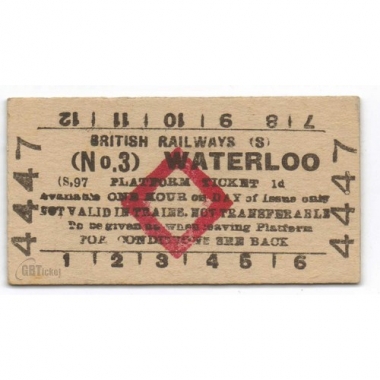 7 8 9 10 11 12
BRITISH RAILWAYS (S)
(No.3) WATERLOO
(S.97 PLATFORM TICKET 1d
Availab'e ONE HOUR on DAY of issue only
NOT VALID IN TRAINS. NOT TRANSFERABLE
To be given up when leaving Platform
FOR CONDITIONS SEE BACK
1 2 3 4 5 6
4447
4447
GBTicket